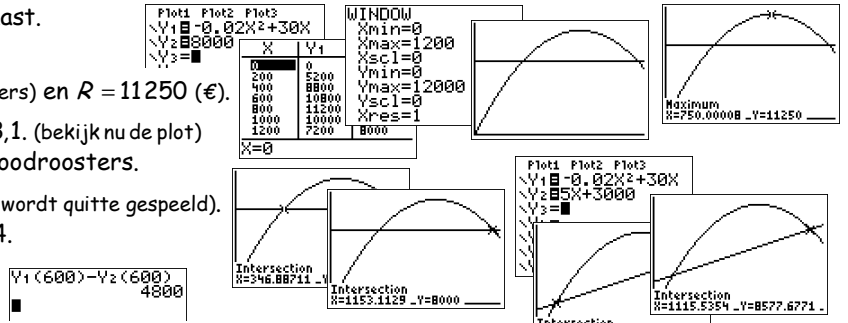 ast.
ers) en R = 11250 (€).
3,1. (bekijk nu de plot)
oodroosters.
wordt quitte gespeeld).
4.
Plot1 Plot2 Plot3
\Y1=-0.02X²+30X
\Y2=8000
\Y3=
X Y1
0 0
200 5200
400 8800
600 10800
800 11200
1000 10000
1200 7200 8000
X=0
WINDOW
Xmin=0
Xmax=1200
Xscl=0
Ymin=0
Ymax=12000
Yscl=0
Xres=1
Maximum
X=750.00008 Y=11250
Intersection
X=346.88711
Intersection
X=1153.1129 Y=8000
Plot1 Plot2 Plot3
\Y1=-0.02X²+30X
\Y2=5X+3000
\Y3=
Intersection
Intersection
X=1115.5354 Y=8577.6771
Y1(600)-Y2(600)
4800